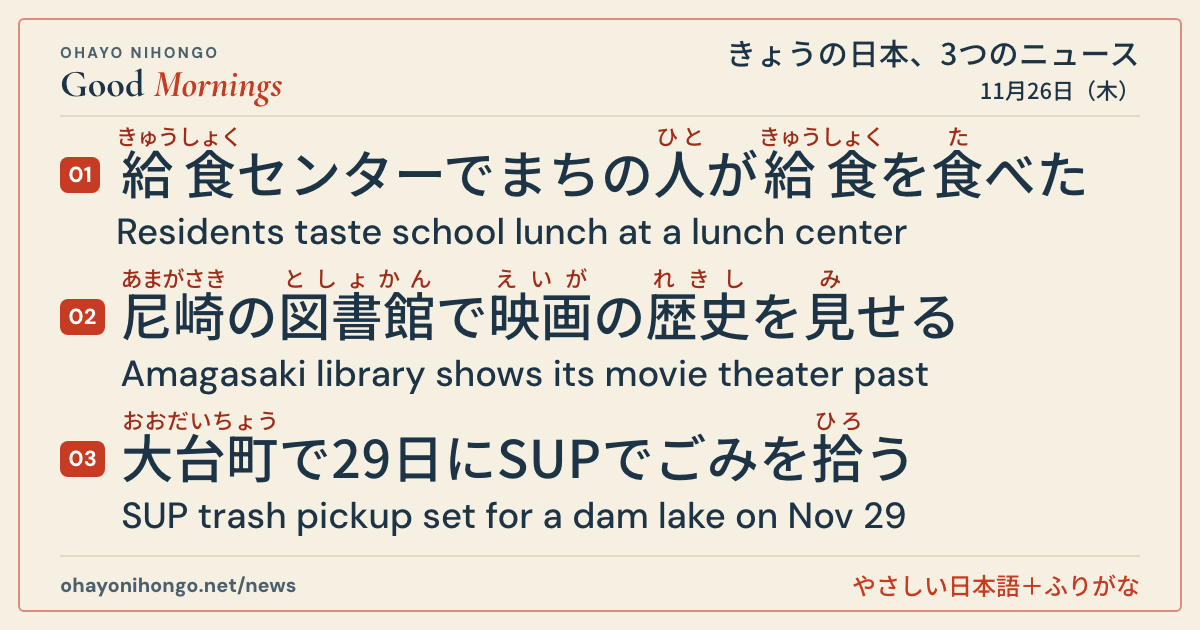 OHAYO NIHONGO
Good Mornings
きょうの日本、3つのニュース
11月26日（木）
きゅうしょく ひと きゅうしょく た
01 給食センターでまちの人が給食を食べた
Residents taste school lunch at a lunch center
あまがさき としょかん えいが れきし み
02 尼崎の図書館で映画の歴史を見せる
Amagasaki library shows its movie theater past
おおだいちょう ひろ
03 大台町で29日にSUPでごみを拾う
SUP trash pickup set for a dam lake on Nov 29
ohayonihongo.net/news
やさしい日本語＋ふりがな